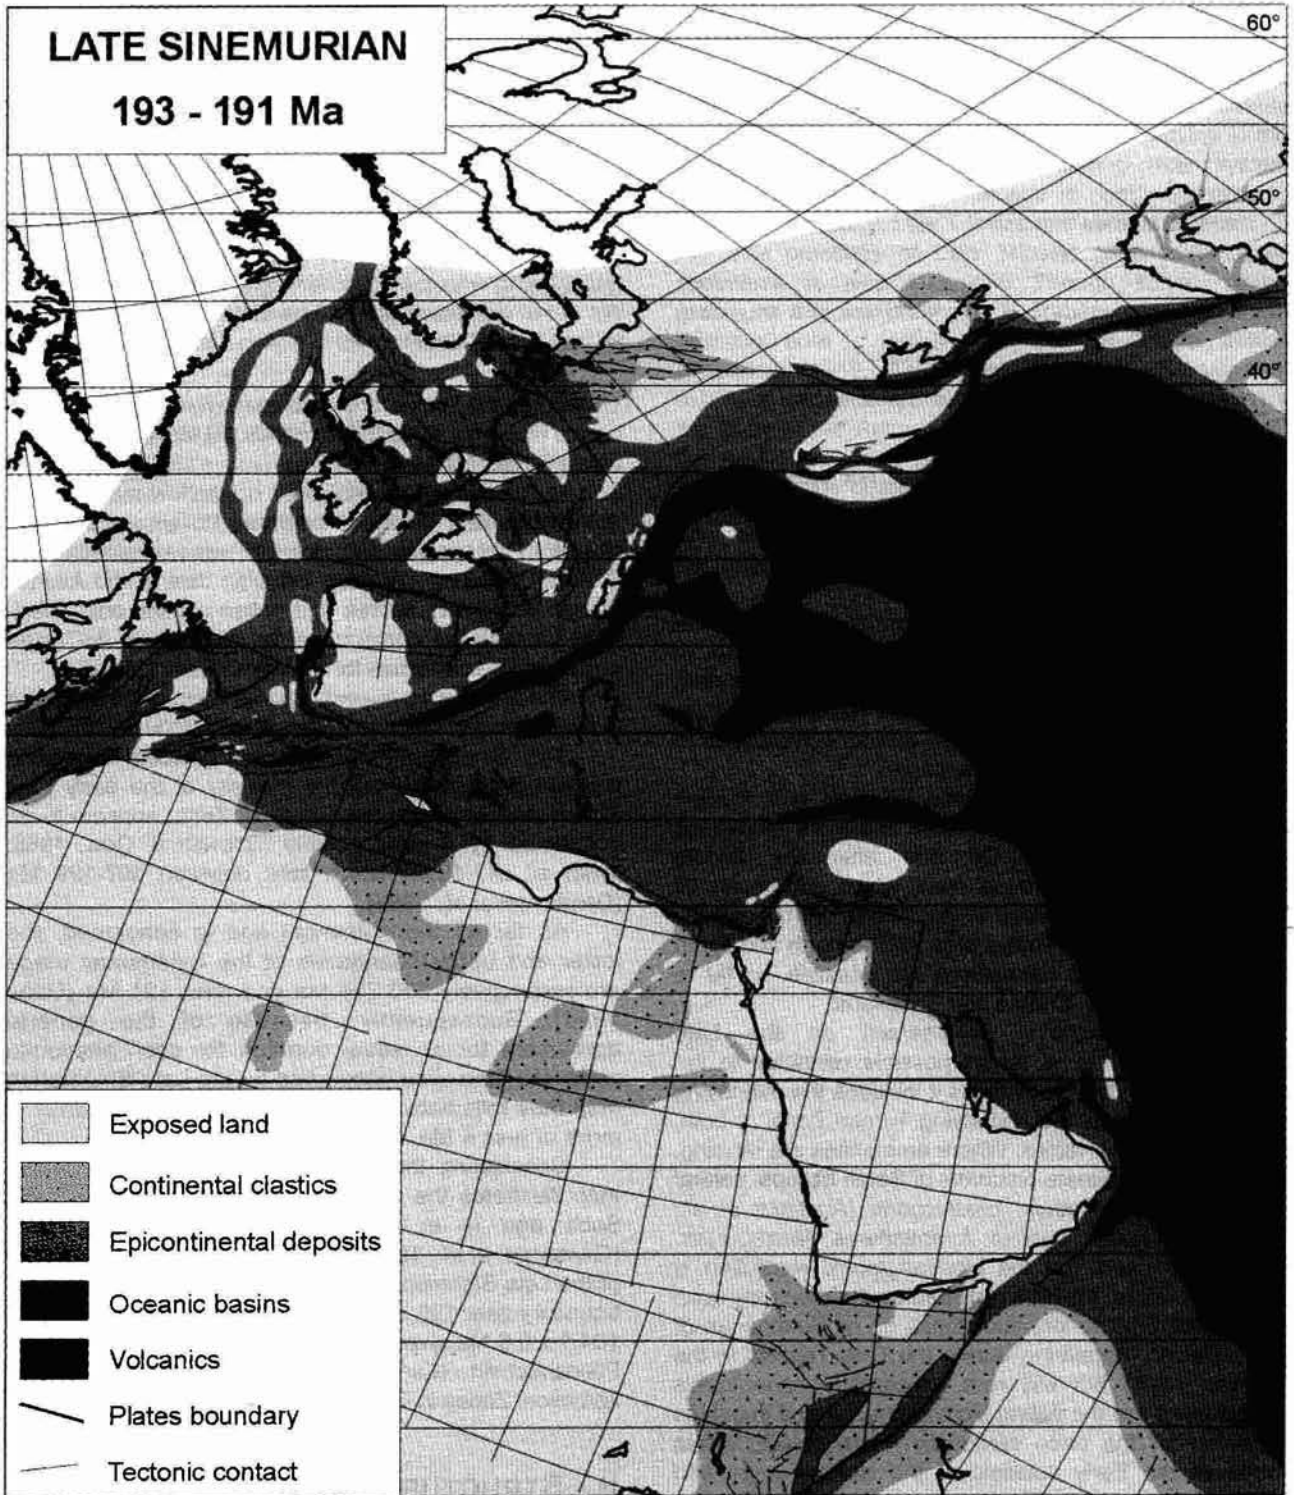 LATE SINEMURIAN
193 - 191 Ma
60°
50°
40°
Exposed land
Continental clastics
Epicontinental deposits
Oceanic basins
Volcanics
Plates boundary
Tectonic contact